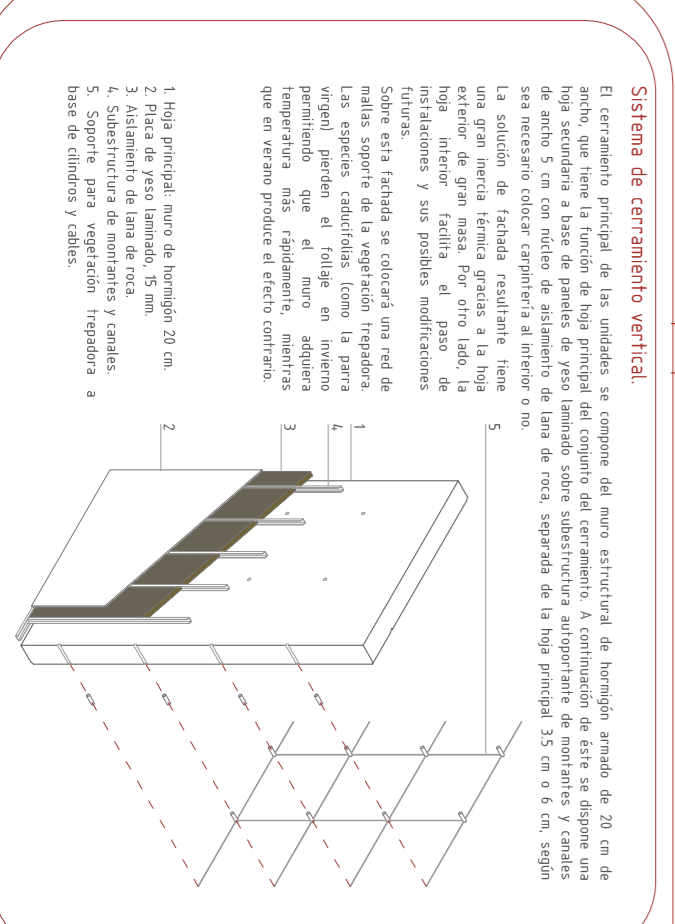 Sistema de cerramiento vertical.
El cerramiento principal de las unidades se compone del muro estructural de hormigón armado de 20 cm de
ancho, que tiene la función de hoja principal del conjunto del cerramiento. A continuación de éste se dispone una
hoja secundaria a base de paneles de yeso laminado sobre subestructura autoportante de montantes y canales
de ancho 5 cm con núcleo de aislamiento de lana de roca, separada de la hoja principal 3.5 cm o 6 cm, según
sea necesario colocar carpintería al interior o no.
La solución de fachada resultante tiene
una gran inercia térmica gracias a la hoja
exterior de gran masa. Por otro lado, la
hoja interior facilita el paso de
instalaciones y sus posibles modificaciones
futuras.
Sobre esta fachada se colocará una red de
mallas soporte de la vegetación trepadora.
Las especies caducifolias (como la parra
virgen) pierden el follaje en invierno
permitiendo que el muro adquiera
temperatura más rápidamente, mientras
que en verano produce el efecto contrario.
1. Hoja principal: muro de hormigón 20 cm.
2. Placa de yeso laminado, 15 mm.
3. Aislamiento de lana de roca.
4. Subestructura de montantes y canales.
5. Soporte para vegetación trepadora a
base de cilindros y cables.
5
1
4
3
2